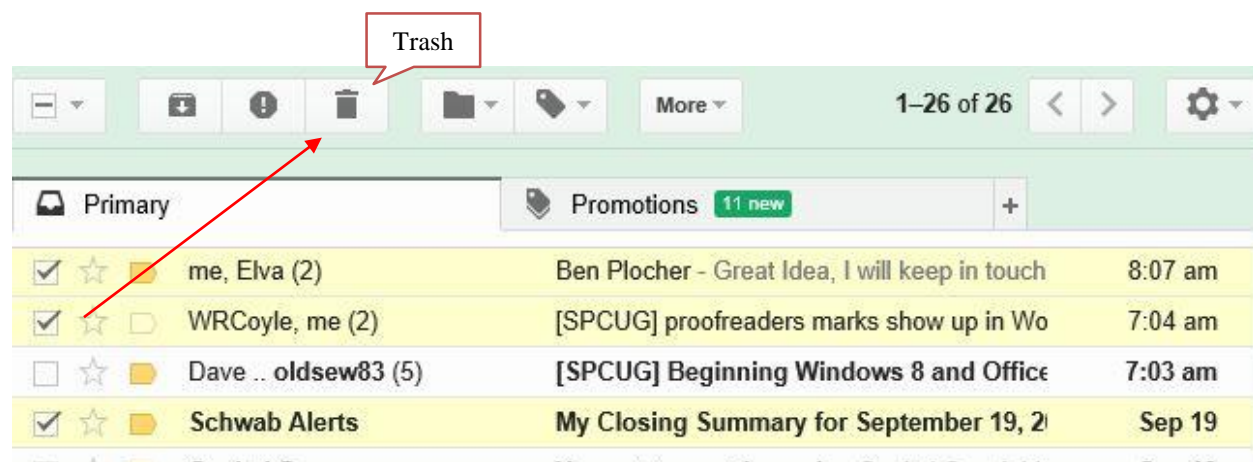 Trash
More 1–26 of 26
Primary Promotions 11 new +
me, Elva (2) Ben Plocher - Great Idea, I will keep in touch 8:07 am
WRCoyle, me (2) [SPCUG] proofreaders marks show up in Wo 7:04 am
Dave .. oldsew83 (5) [SPCUG] Beginning Windows 8 and Office 7:03 am
Schwab Alerts My Closing Summary for September 19, 2 Sep 19